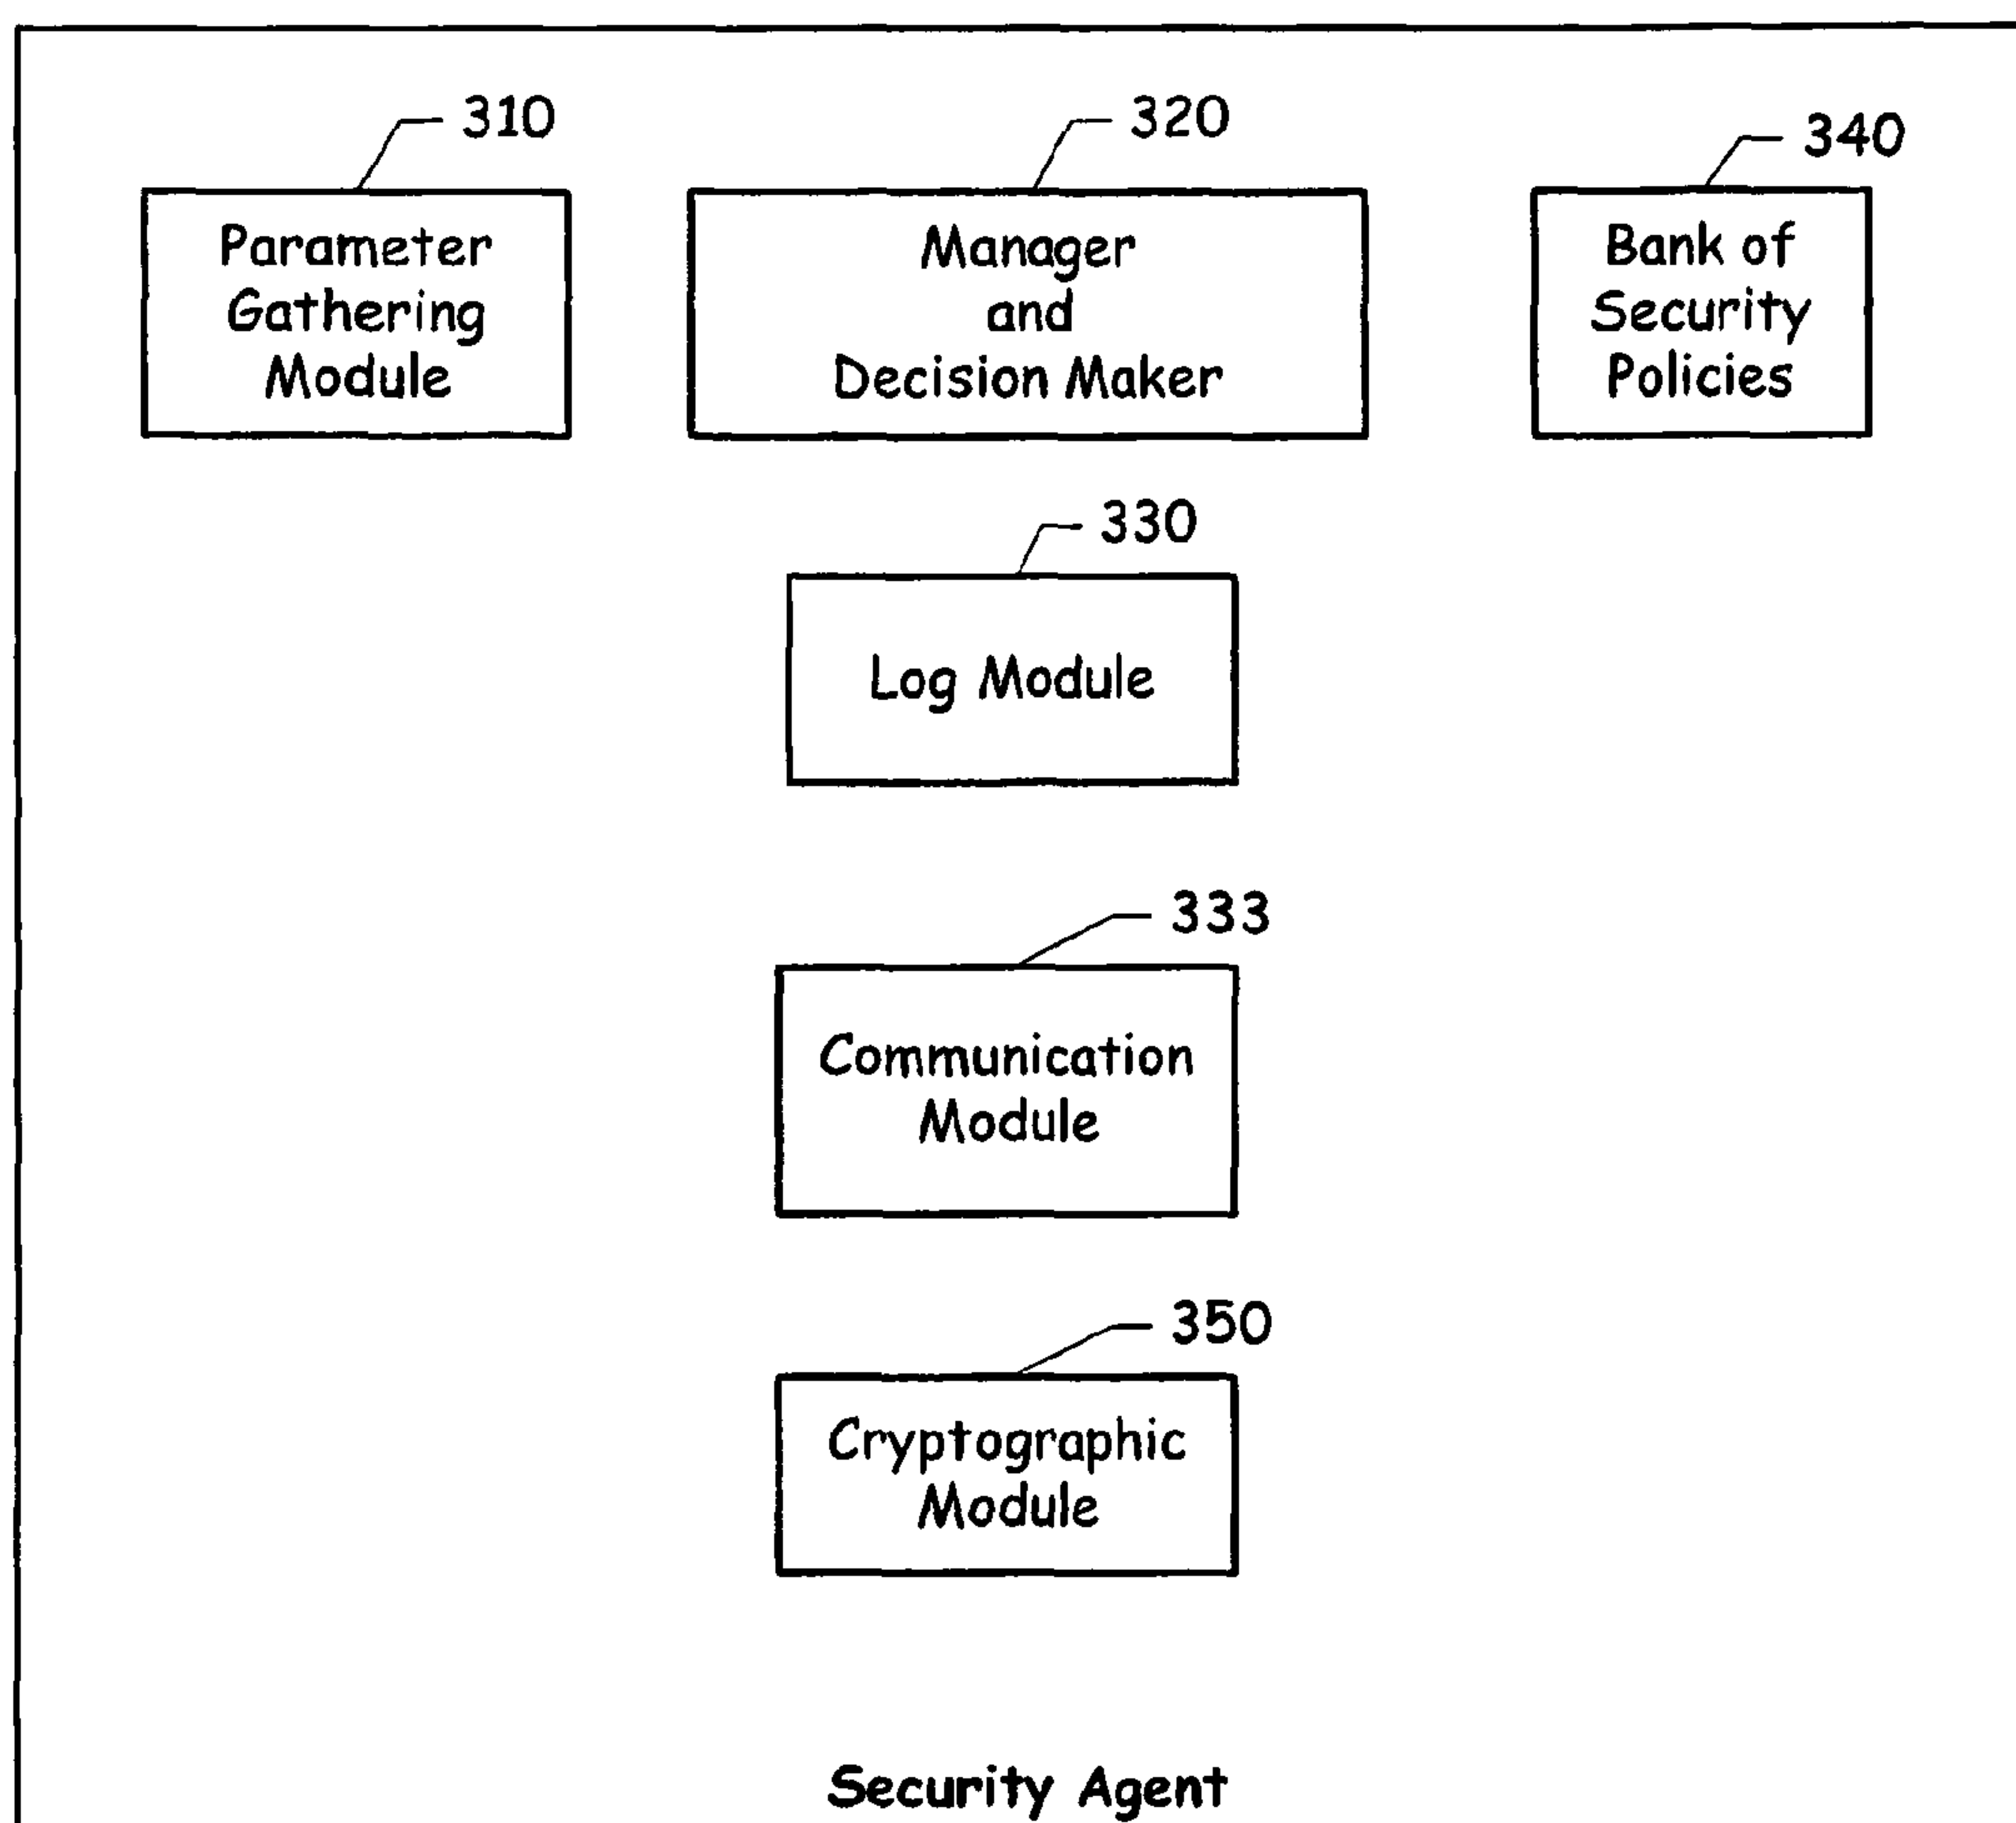 310
320
340
Parameter
Gathering
Module
Manager
and
Decision Maker
Bank of
Security
Policies
330
Log Module
333
Communication
Module
350
Cryptographic
Module
Security Agent